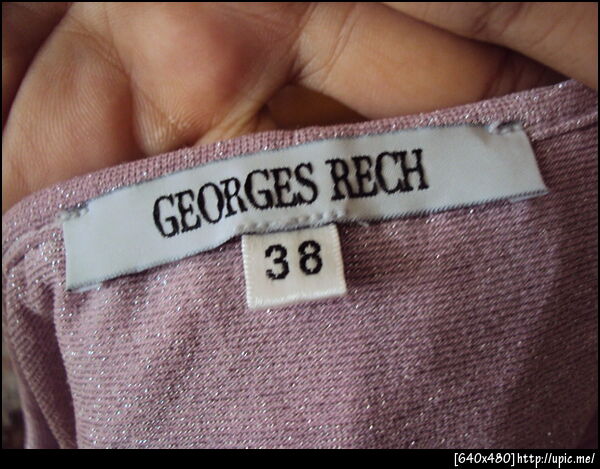 GEORGES RECH
38
[640x480]http://upic.me/